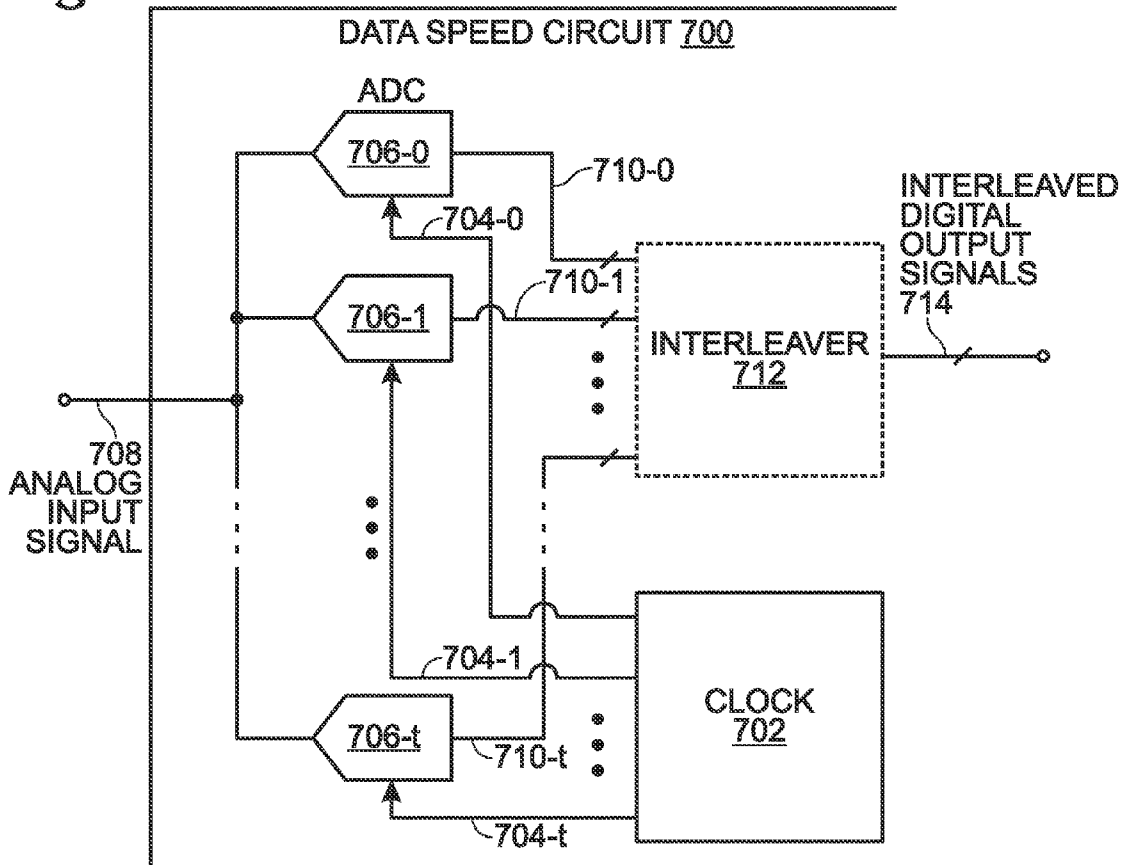 DATA SPEED CIRCUIT 700
ADC
706-0
710-0
704-0
INTERLEAVED
DIGITAL
OUTPUT
SIGNALS
714
706-1
710-1
INTERLEAVER
712
708
ANALOG
INPUT
SIGNAL
704-1
CLOCK
702
706-t
710-t
704-t